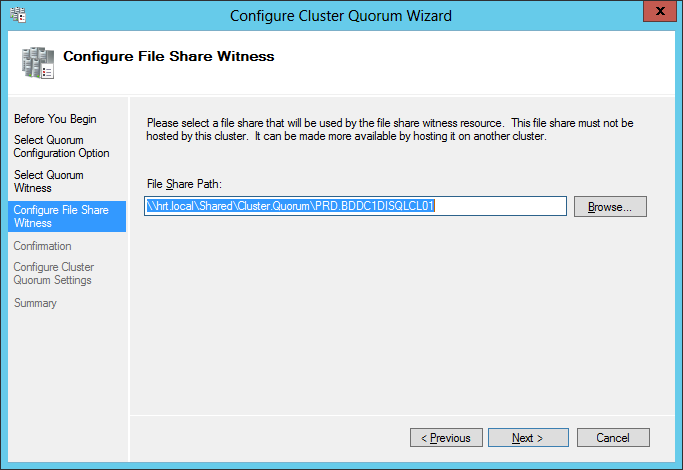 Configure Cluster Quorum Wizard
x
Configure File Share Witness
Before You Begin
Select Quorum
Configuration Option
Select Quorum
Witness
Configure File Share
Witness
Confirmation
Configure Cluster
Quorum Settings
Summary
Please select a file share that will be used by the file share witness resource.  This file share must not be
hosted by this cluster.  It can be made more available by hosting it on another cluster.
File Share Path:
\\hrt.local\Shared\Cluster.Quorum\PRD.BDDC1DISQLCL01
Browse...
< Previous
Next >
Cancel